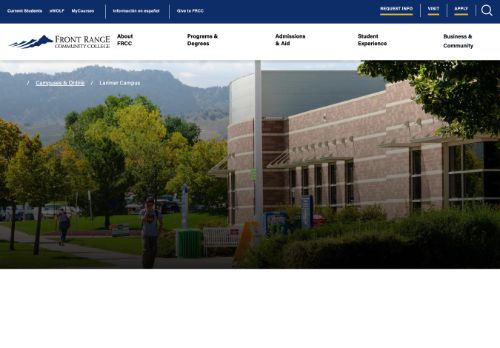 Current Students eWOLF MyCourses Información en español Give to FRCC REQUEST INFO VISIT APPLY
FRONT RANGE
COMMUNITY COLLEGE
About
FRCC
Programs &
Degrees
Admissions
& Aid
Student
Experience
Business &
Community
/ Campuses & Online / Larimer Campus